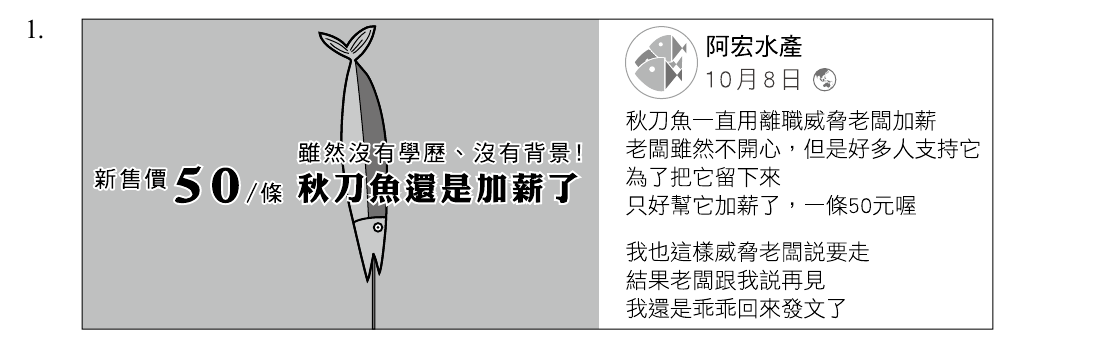 1.
雖然沒有學歷、沒有背景!
新售價50/條 秋刀魚還是加薪了
阿宏水產
10月8日
秋刀魚一直用離職威脅老闆加薪
老闆雖然不開心，但是好多人支持它
為了把它留下來
只好幫它加薪了，一條50元喔
我也這樣威脅老闆說要走
結果老闆跟我說再見
我還是乖乖回來發文了